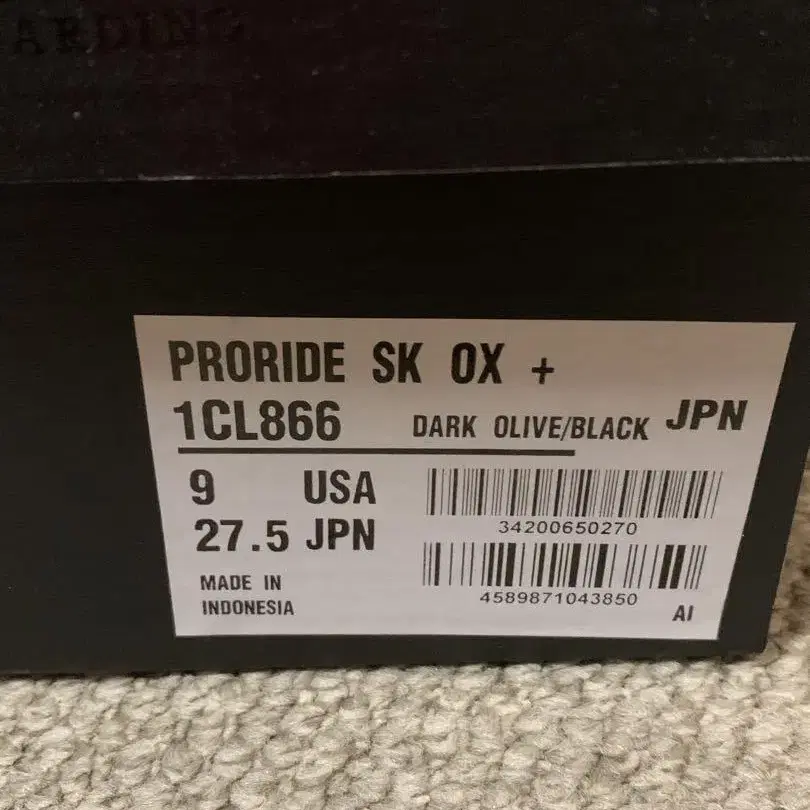 ARDING
PRORIDE SK OX +
1CL866 DARK OLIVE/BLACK JPN
9 USA
27.5 JPN
34200650270
MADE IN
INDONESIA
4589871043850
AI